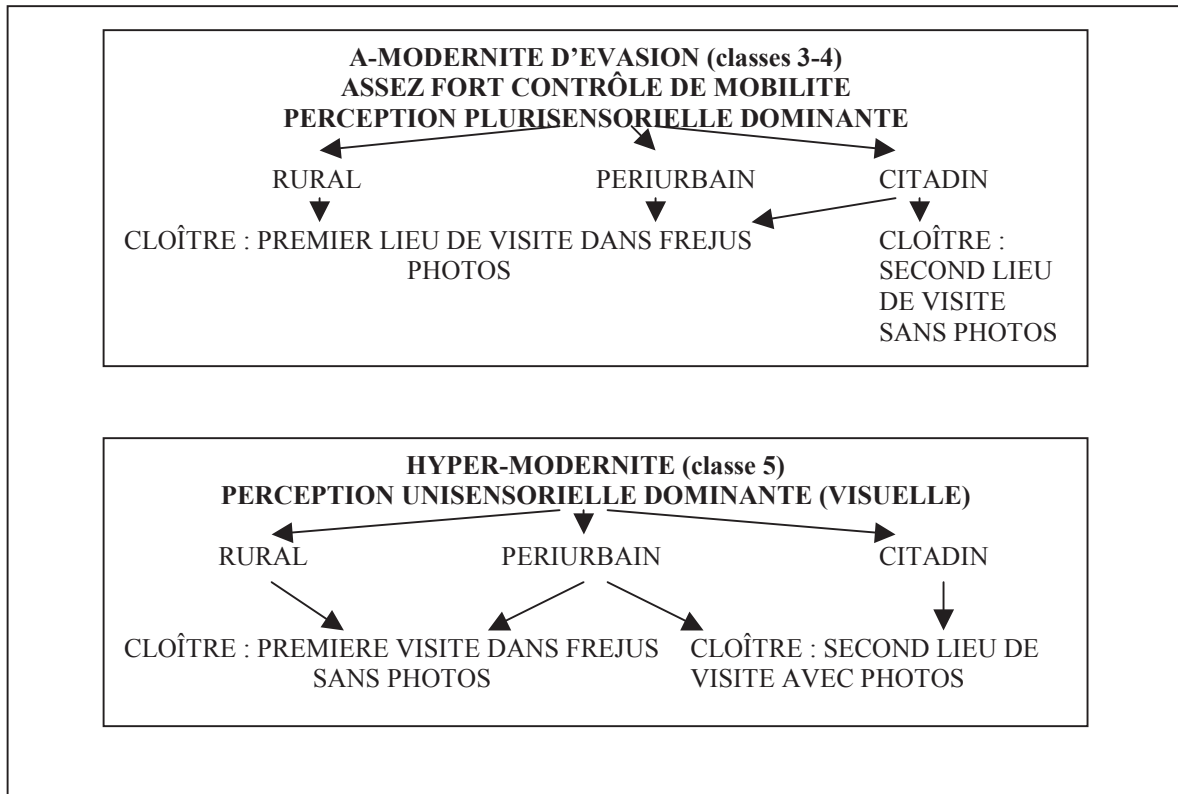 A-MODERNITE D'EVASION (classes 3-4)
ASSEZ FORT CONTRÔLE DE MOBILITE
PERCEPTION PLURISENSORIELLE DOMINANTE
RURAL PERIURBAIN CITADIN
CLOÎTRE : PREMIER LIEU DE VISITE DANS FREJUS
PHOTOS
CLOÎTRE :
SECOND LIEU
DE VISITE
SANS PHOTOS
HYPER-MODERNITE (classe 5)
PERCEPTION UNISENSORIELLE DOMINANTE (VISUELLE)
RURAL PERIURBAIN CITADIN
CLOÎTRE : PREMIERE VISITE DANS FREJUS
SANS PHOTOS
CLOÎTRE : SECOND LIEU DE
VISITE AVEC PHOTOS